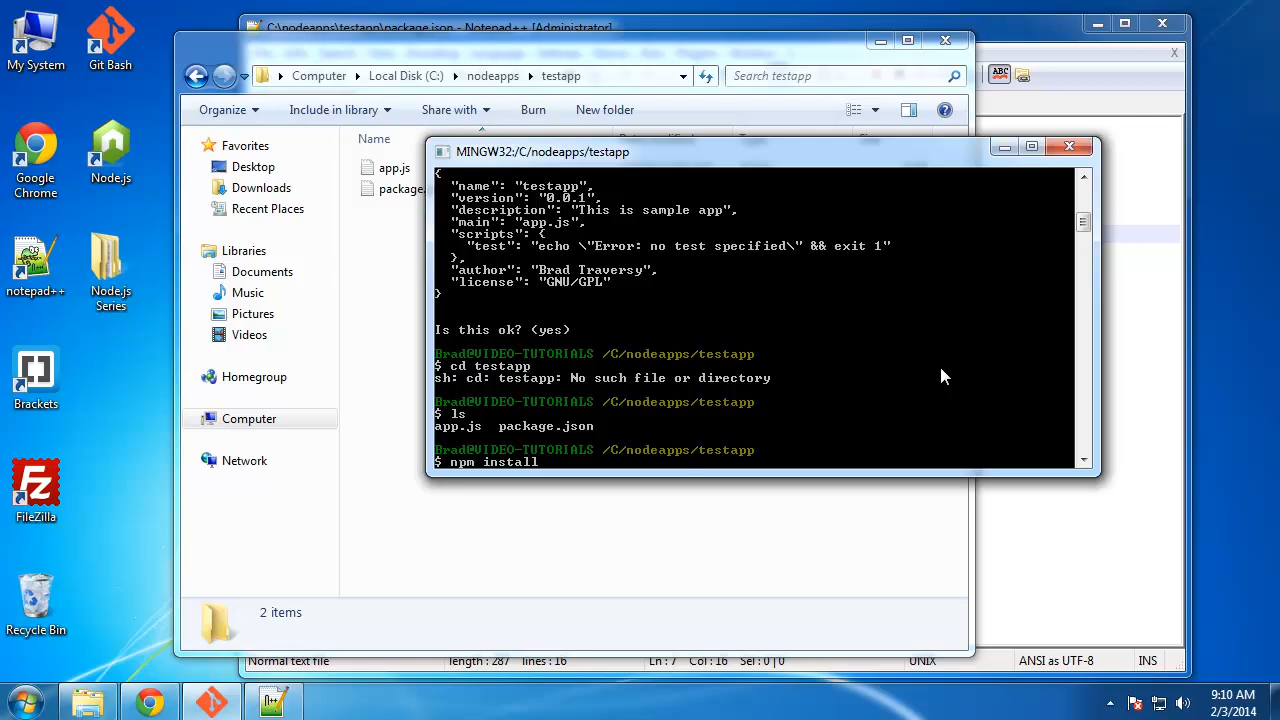 My System
Git Bash
Google Chrome
Node.js
notepad++
Node.js Series
Brackets
FileZilla
Recycle Bin
C:\nodeapps\testapp\package.json - Notepad++ [Administrator]
Computer
Local Disk (C:)
nodeapps
testapp
Search testapp
Organize
Include in library
Share with
Burn
New folder
Favorites
Desktop
Downloads
Recent Places
Libraries
Documents
Music
Pictures
Videos
Homegroup
Computer
Network
Name
app.js
package.
2 items
ABC
MINGW32:/C/nodeapps/testapp
{
"name": "testapp",
"version": "0.0.1",
"description": "This is sample app",
"main": "app.js",
"scripts": {
"test": "echo \"Error: no test specified\" && exit 1"
},
"author": "Brad Traversy",
"license": "GNU/GPL"
}
Is this ok? (yes)
Brad@VIDEO-TUTORIALS /C/nodeapps/testapp
$ cd testapp
sh: cd: testapp: No such file or directory
Brad@VIDEO-TUTORIALS /C/nodeapps/testapp
$ ls
app.js package.json
Brad@VIDEO-TUTORIALS /C/nodeapps/testapp
$ npm install
Normal text file length : 287 lines : 16 Ln : 7 Col : 16 Sel : 0 | 0 UNIX ANSI as UTF-8 INS
9:10 AM
2/3/2014